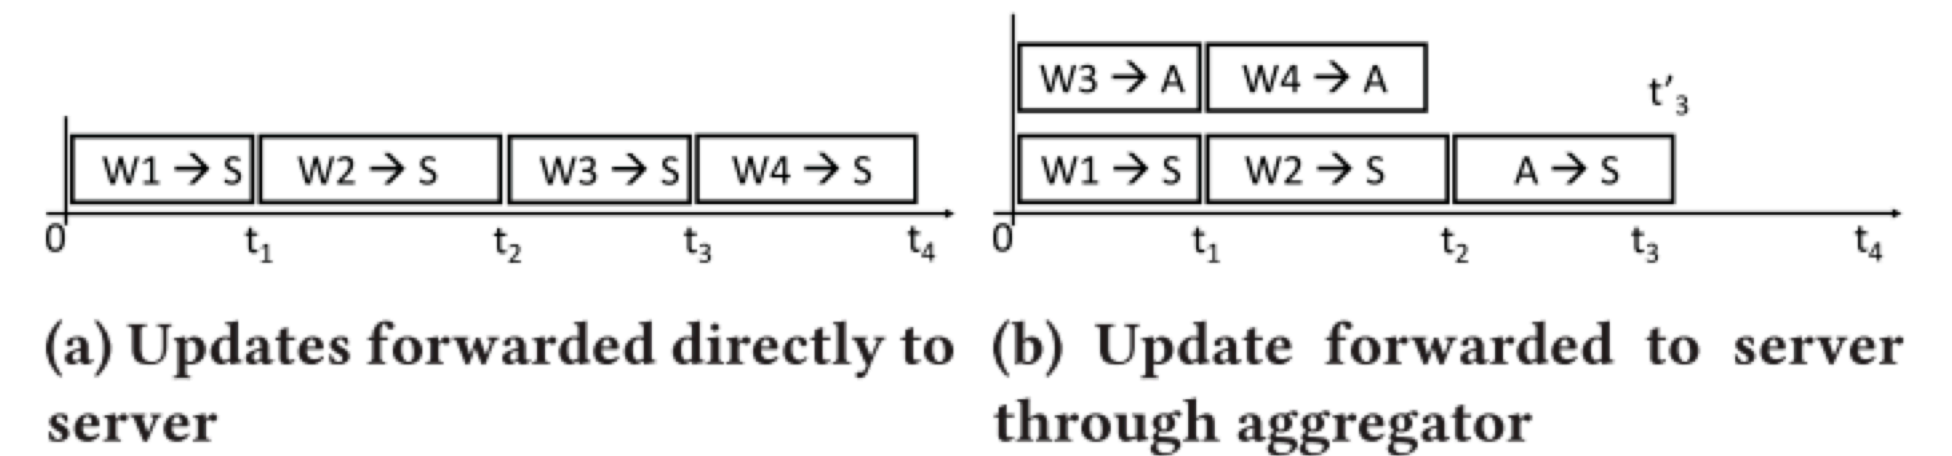 W1 → S W2 → S W3 → S W4 → S
0 t₁ t₂ t₃ t₄
(a) Updates forwarded directly to
server
W3 → A W4 → A
t'₃
W1 → S W2 → S A → S
0 t₁ t₂ t₃ t₄
(b) Update forwarded to server
through aggregator